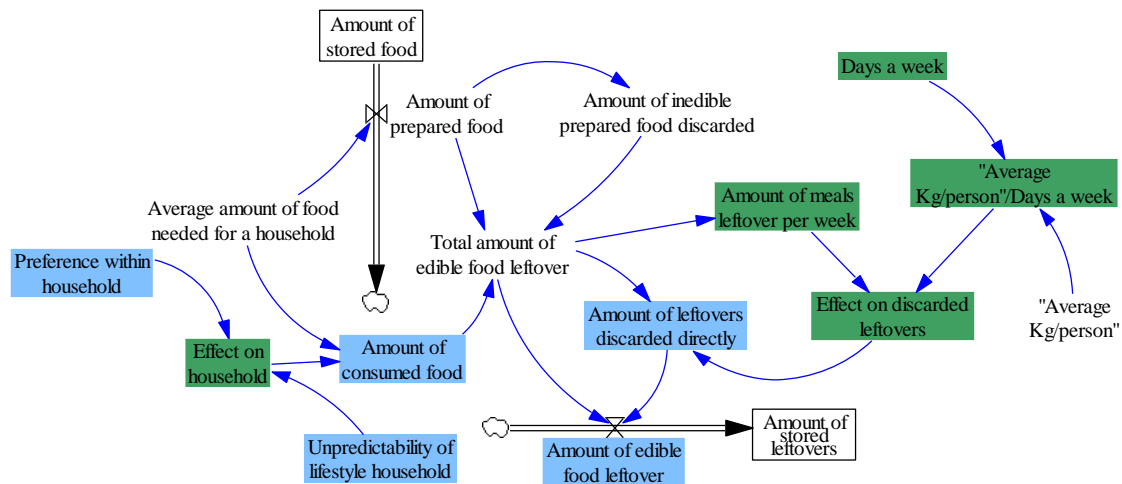 Amount of
stored food
Days a week
Amount of
prepared food
Amount of inedible
prepared food discarded
"Average
Kg/person"/Days a week
Average amount of food
needed for a household
Amount of meals
leftover per week
Total amount of
edible food leftover
Preference within
household
Effect on discarded
leftovers
"Average
Kg/person"
Amount of leftovers
discarded directly
Effect on
household
Amount of
consumed food
Unpredictability of
lifestyle household
Amount of edible
food leftover
Amount of
stored
leftovers